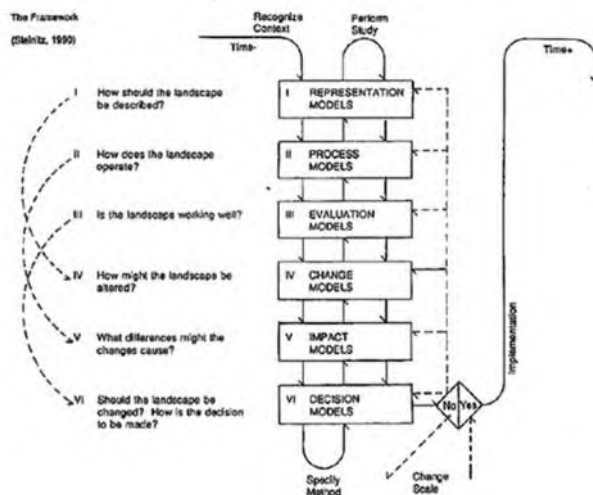 The Framework
(Steinitz, 1990)
Recognize
Context
Perform
Study
Time-
Time+
I How should the landscape
be described?
I REPRESENTATION
MODELS
II How does the landscape
operate?
II PROCESS
MODELS
III Is the landscape working well?
III EVALUATION
MODELS
IV How might the landscape be
altered?
IV CHANGE
MODELS
V What differences might the
changes cause?
V IMPACT
MODELS
Implementation
VI Should the landscape be
changed? How is the decision
to be made?
VI DECISION
MODELS
No Yes
Specify
Method
Change
Scale